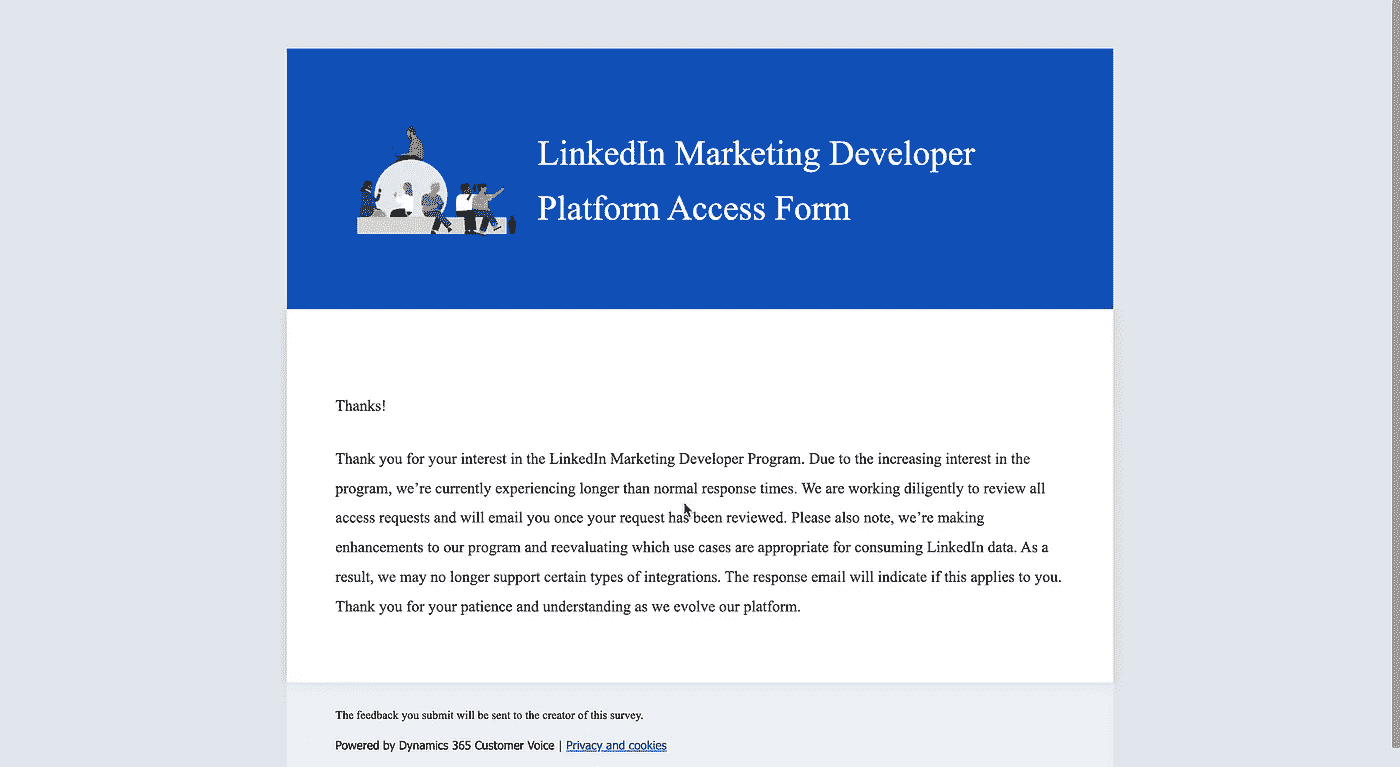 LinkedIn Marketing Developer
Platform Access Form
Thanks!
Thank you for your interest in the LinkedIn Marketing Developer Program. Due to the increasing interest in the
program, we’re currently experiencing longer than normal response times. We are working diligently to review all
access requests and will email you once your request has been reviewed. Please also note, we’re making
enhancements to our program and reevaluating which use cases are appropriate for consuming LinkedIn data. As a
result, we may no longer support certain types of integrations. The response email will indicate if this applies to you.
Thank you for your patience and understanding as we evolve our platform.
The feedback you submit will be sent to the creator of this survey.
Powered by Dynamics 365 Customer Voice | Privacy and cookies